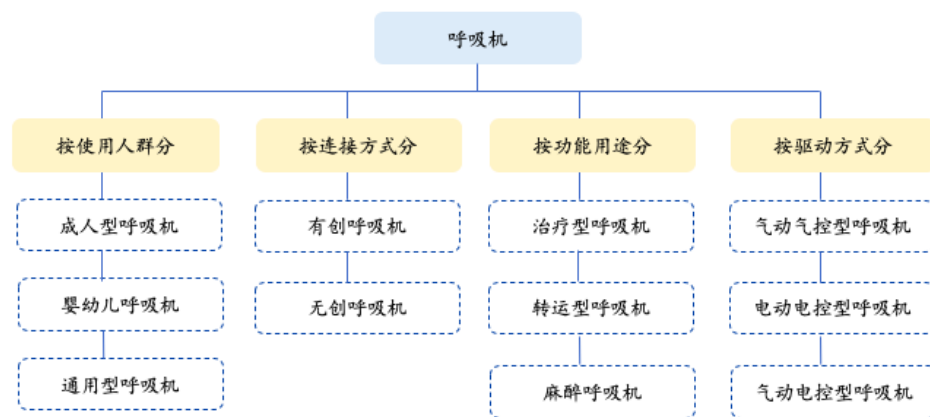 呼吸机
按使用人群分
按连接方式分
按功能用途分
按驱动方式分
成人型呼吸机
有创呼吸机
治疗型呼吸机
气动气控型呼吸机
婴幼儿呼吸机
无创呼吸机
转运型呼吸机
电动电控型呼吸机
通用型呼吸机
麻醉呼吸机
气动电控型呼吸机